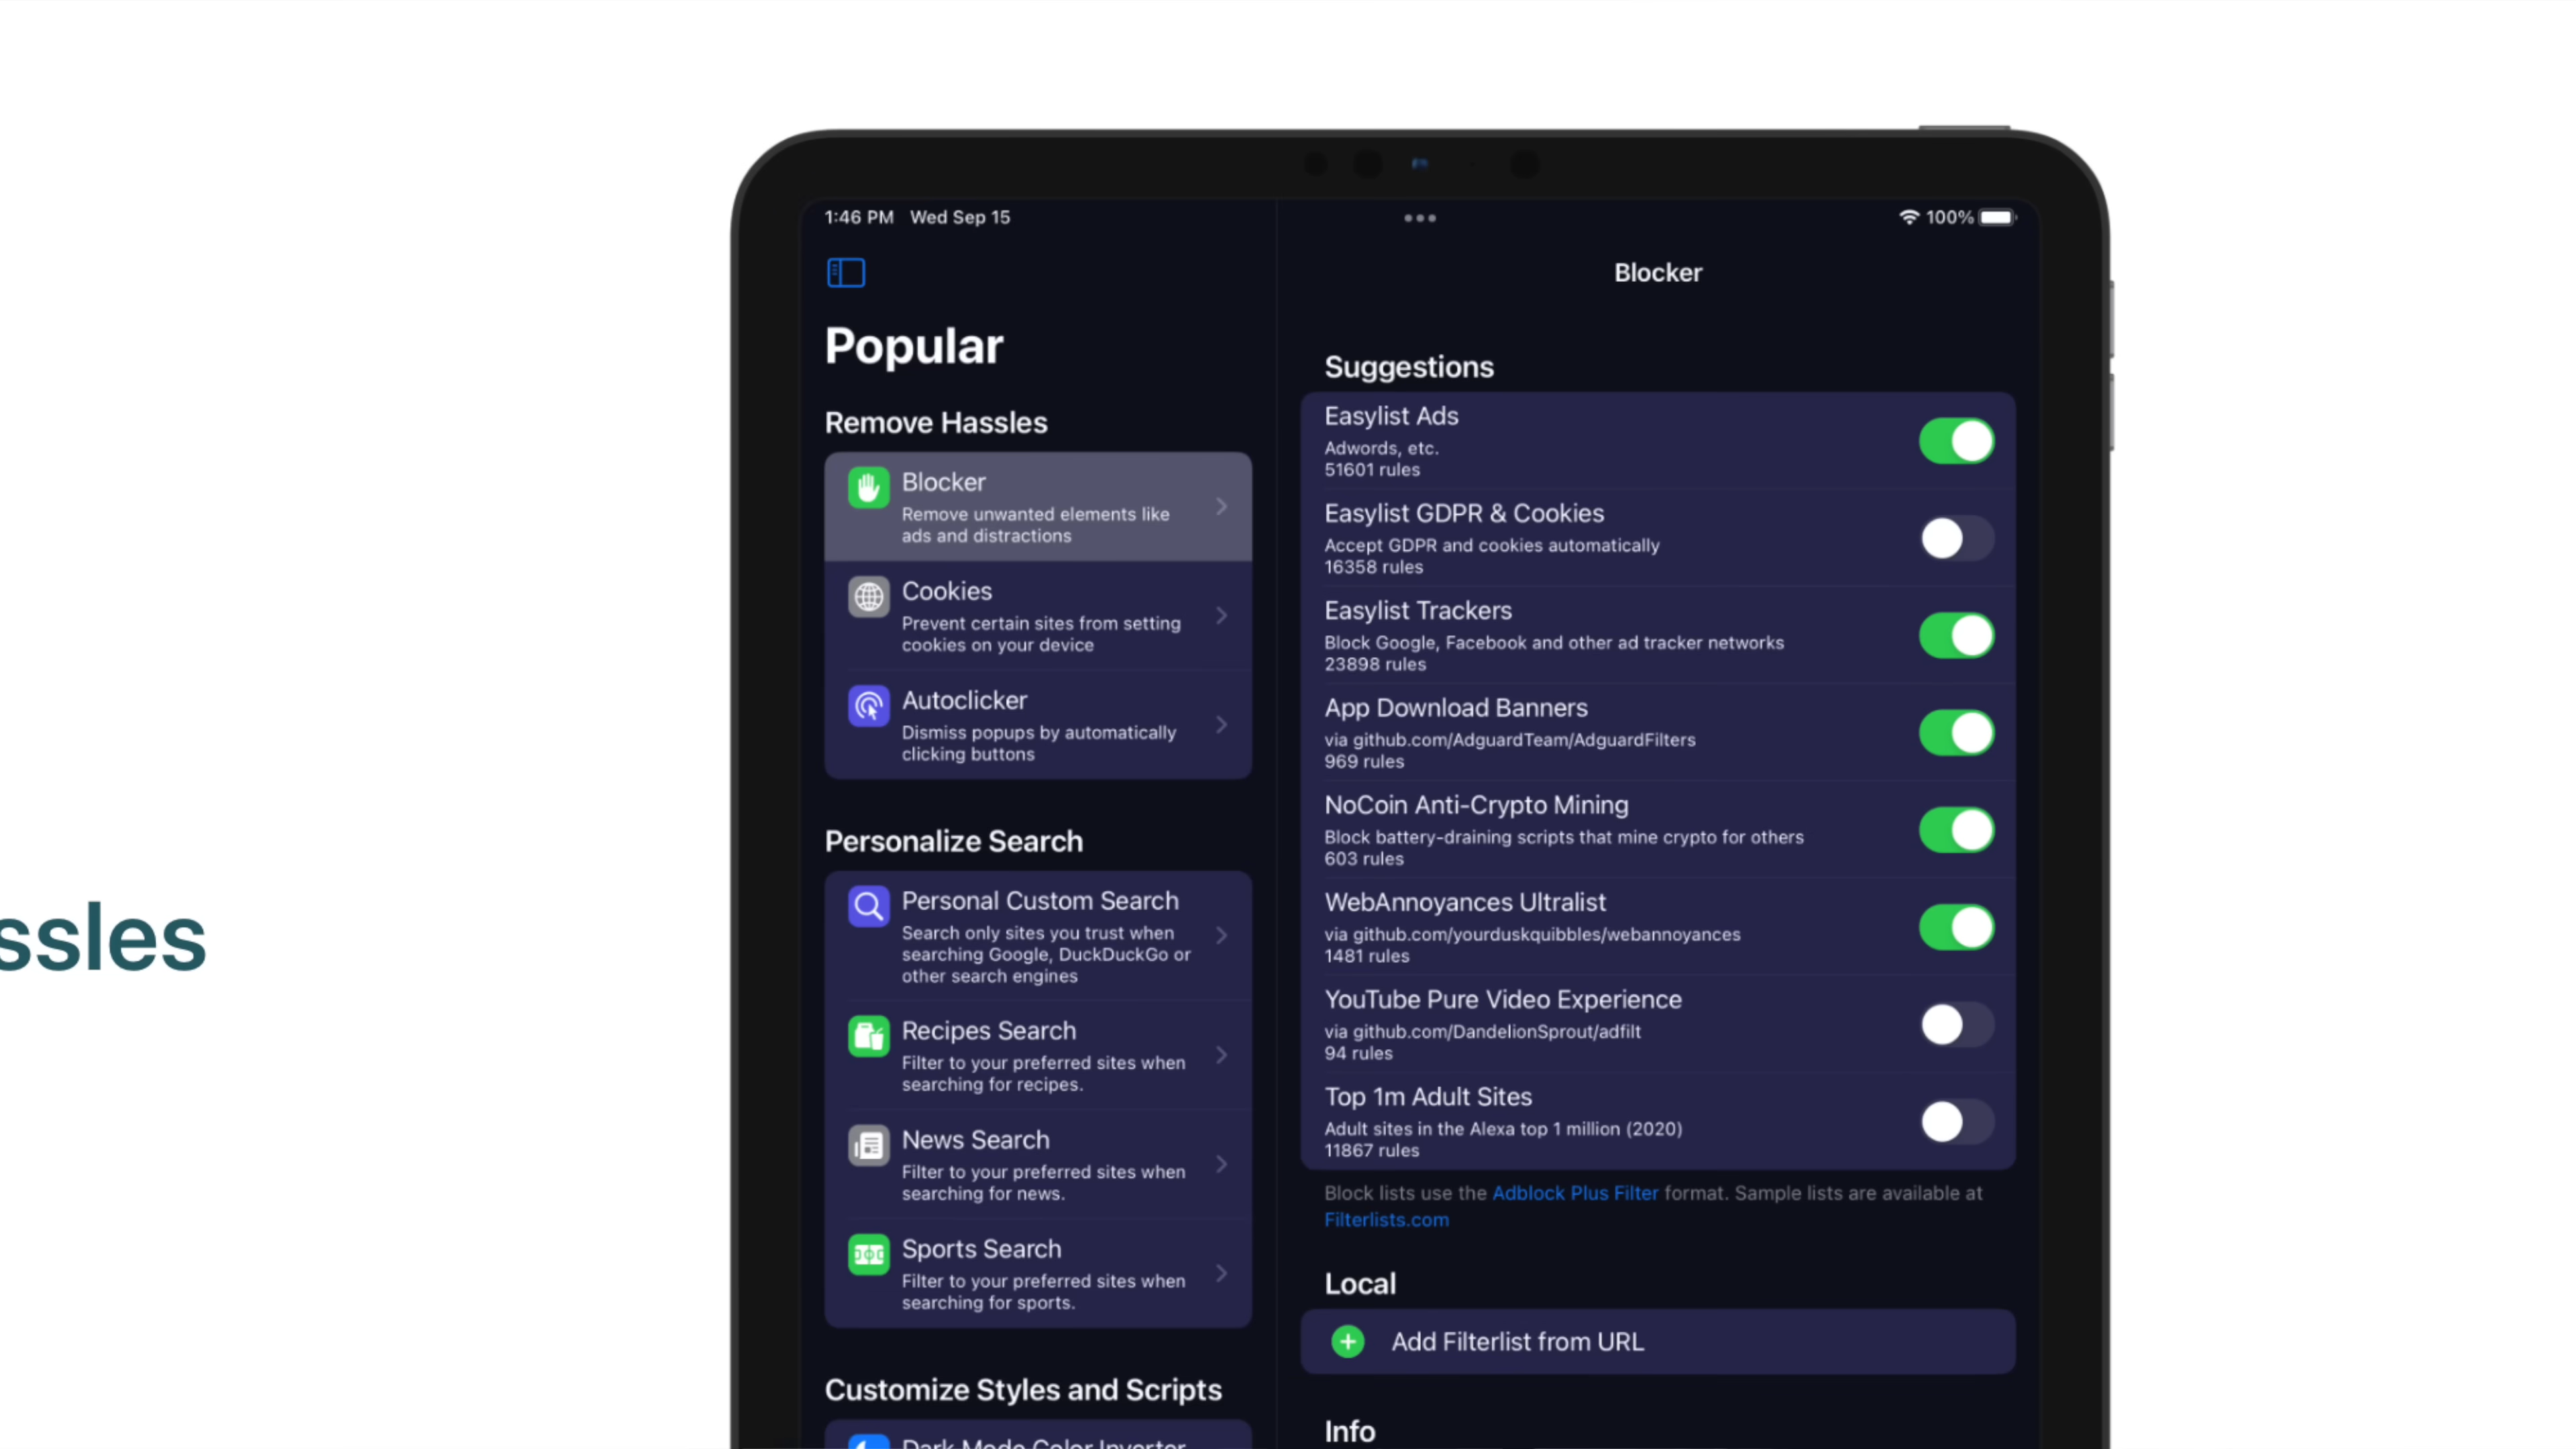 ssles
1:46 PM Wed Sep 15
100%
Popular
Remove Hassles
Blocker
Remove unwanted elements like
ads and distractions
Cookies
Prevent certain sites from setting
cookies on your device
Autoclicker
Dismiss popups by automatically
clicking buttons
Personalize Search
Personal Custom Search
Search only sites you trust when
searching Google, DuckDuckGo or
other search engines
Recipes Search
Filter to your preferred sites when
searching for recipes.
News Search
Filter to your preferred sites when
searching for news.
Sports Search
Filter to your preferred sites when
searching for sports.
Customize Styles and Scripts
Dark Mode Color Inverter
Blocker
Suggestions
Easylist Ads
Adwords, etc.
51601 rules
Easylist GDPR & Cookies
Accept GDPR and cookies automatically
16358 rules
Easylist Trackers
Block Google, Facebook and other ad tracker networks
23898 rules
App Download Banners
via github.com/AdguardTeam/AdguardFilters
969 rules
NoCoin Anti-Crypto Mining
Block battery-draining scripts that mine crypto for others
603 rules
WebAnnoyances Ultralist
via github.com/yourduskquibbles/webannoyances
1481 rules
YouTube Pure Video Experience
via github.com/DandelionSprout/adfilt
94 rules
Top 1m Adult Sites
Adult sites in the Alexa top 1 million (2020)
11867 rules
Block lists use the Adblock Plus Filter format. Sample lists are available at
Filterlists.com
Local
Add Filterlist from URL
Info